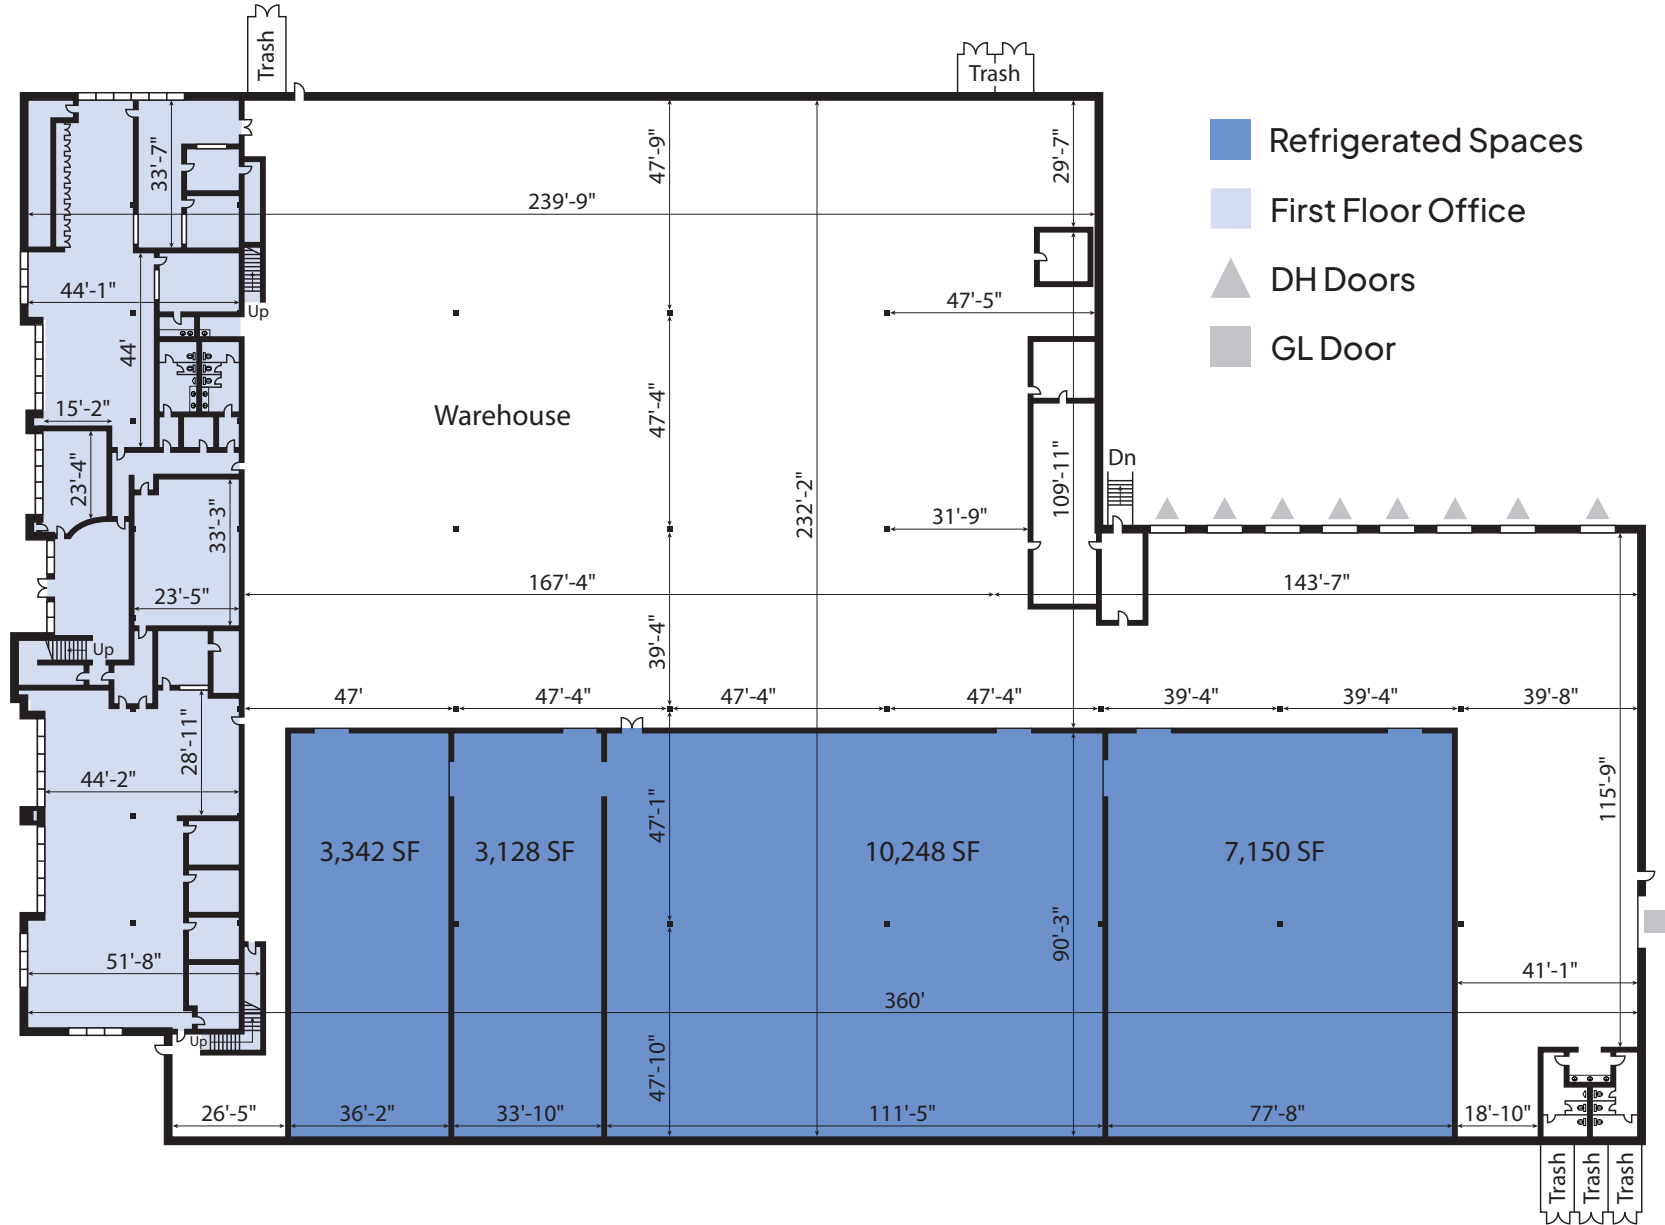 Trash
Trash
Refrigerated Spaces
First Floor Office
DH Doors
GL Door
33'-7"
47'-9"
29'-7"
239'-9"
44'-1"
Up
47'-5"
44'
15'-2"
Warehouse
47'-4"
23'-4"
33'-3"
232'-2"
109'-11"
Dn
31'-9"
23'-5"
167'-4"
143'-7"
39'-4"
Up
47'
47'-4"
47'-4"
47'-4"
39'-4"
39'-4"
39'-8"
28'-11"
44'-2"
47'-1"
115'-9"
3,342 SF
3,128 SF
10,248 SF
7,150 SF
90'-3"
51'-8"
41'-1"
360'
Up
47'-10"
26'-5"
36'-2"
33'-10"
111'-5"
77'-8"
18'-10"
Trash
Trash
Trash